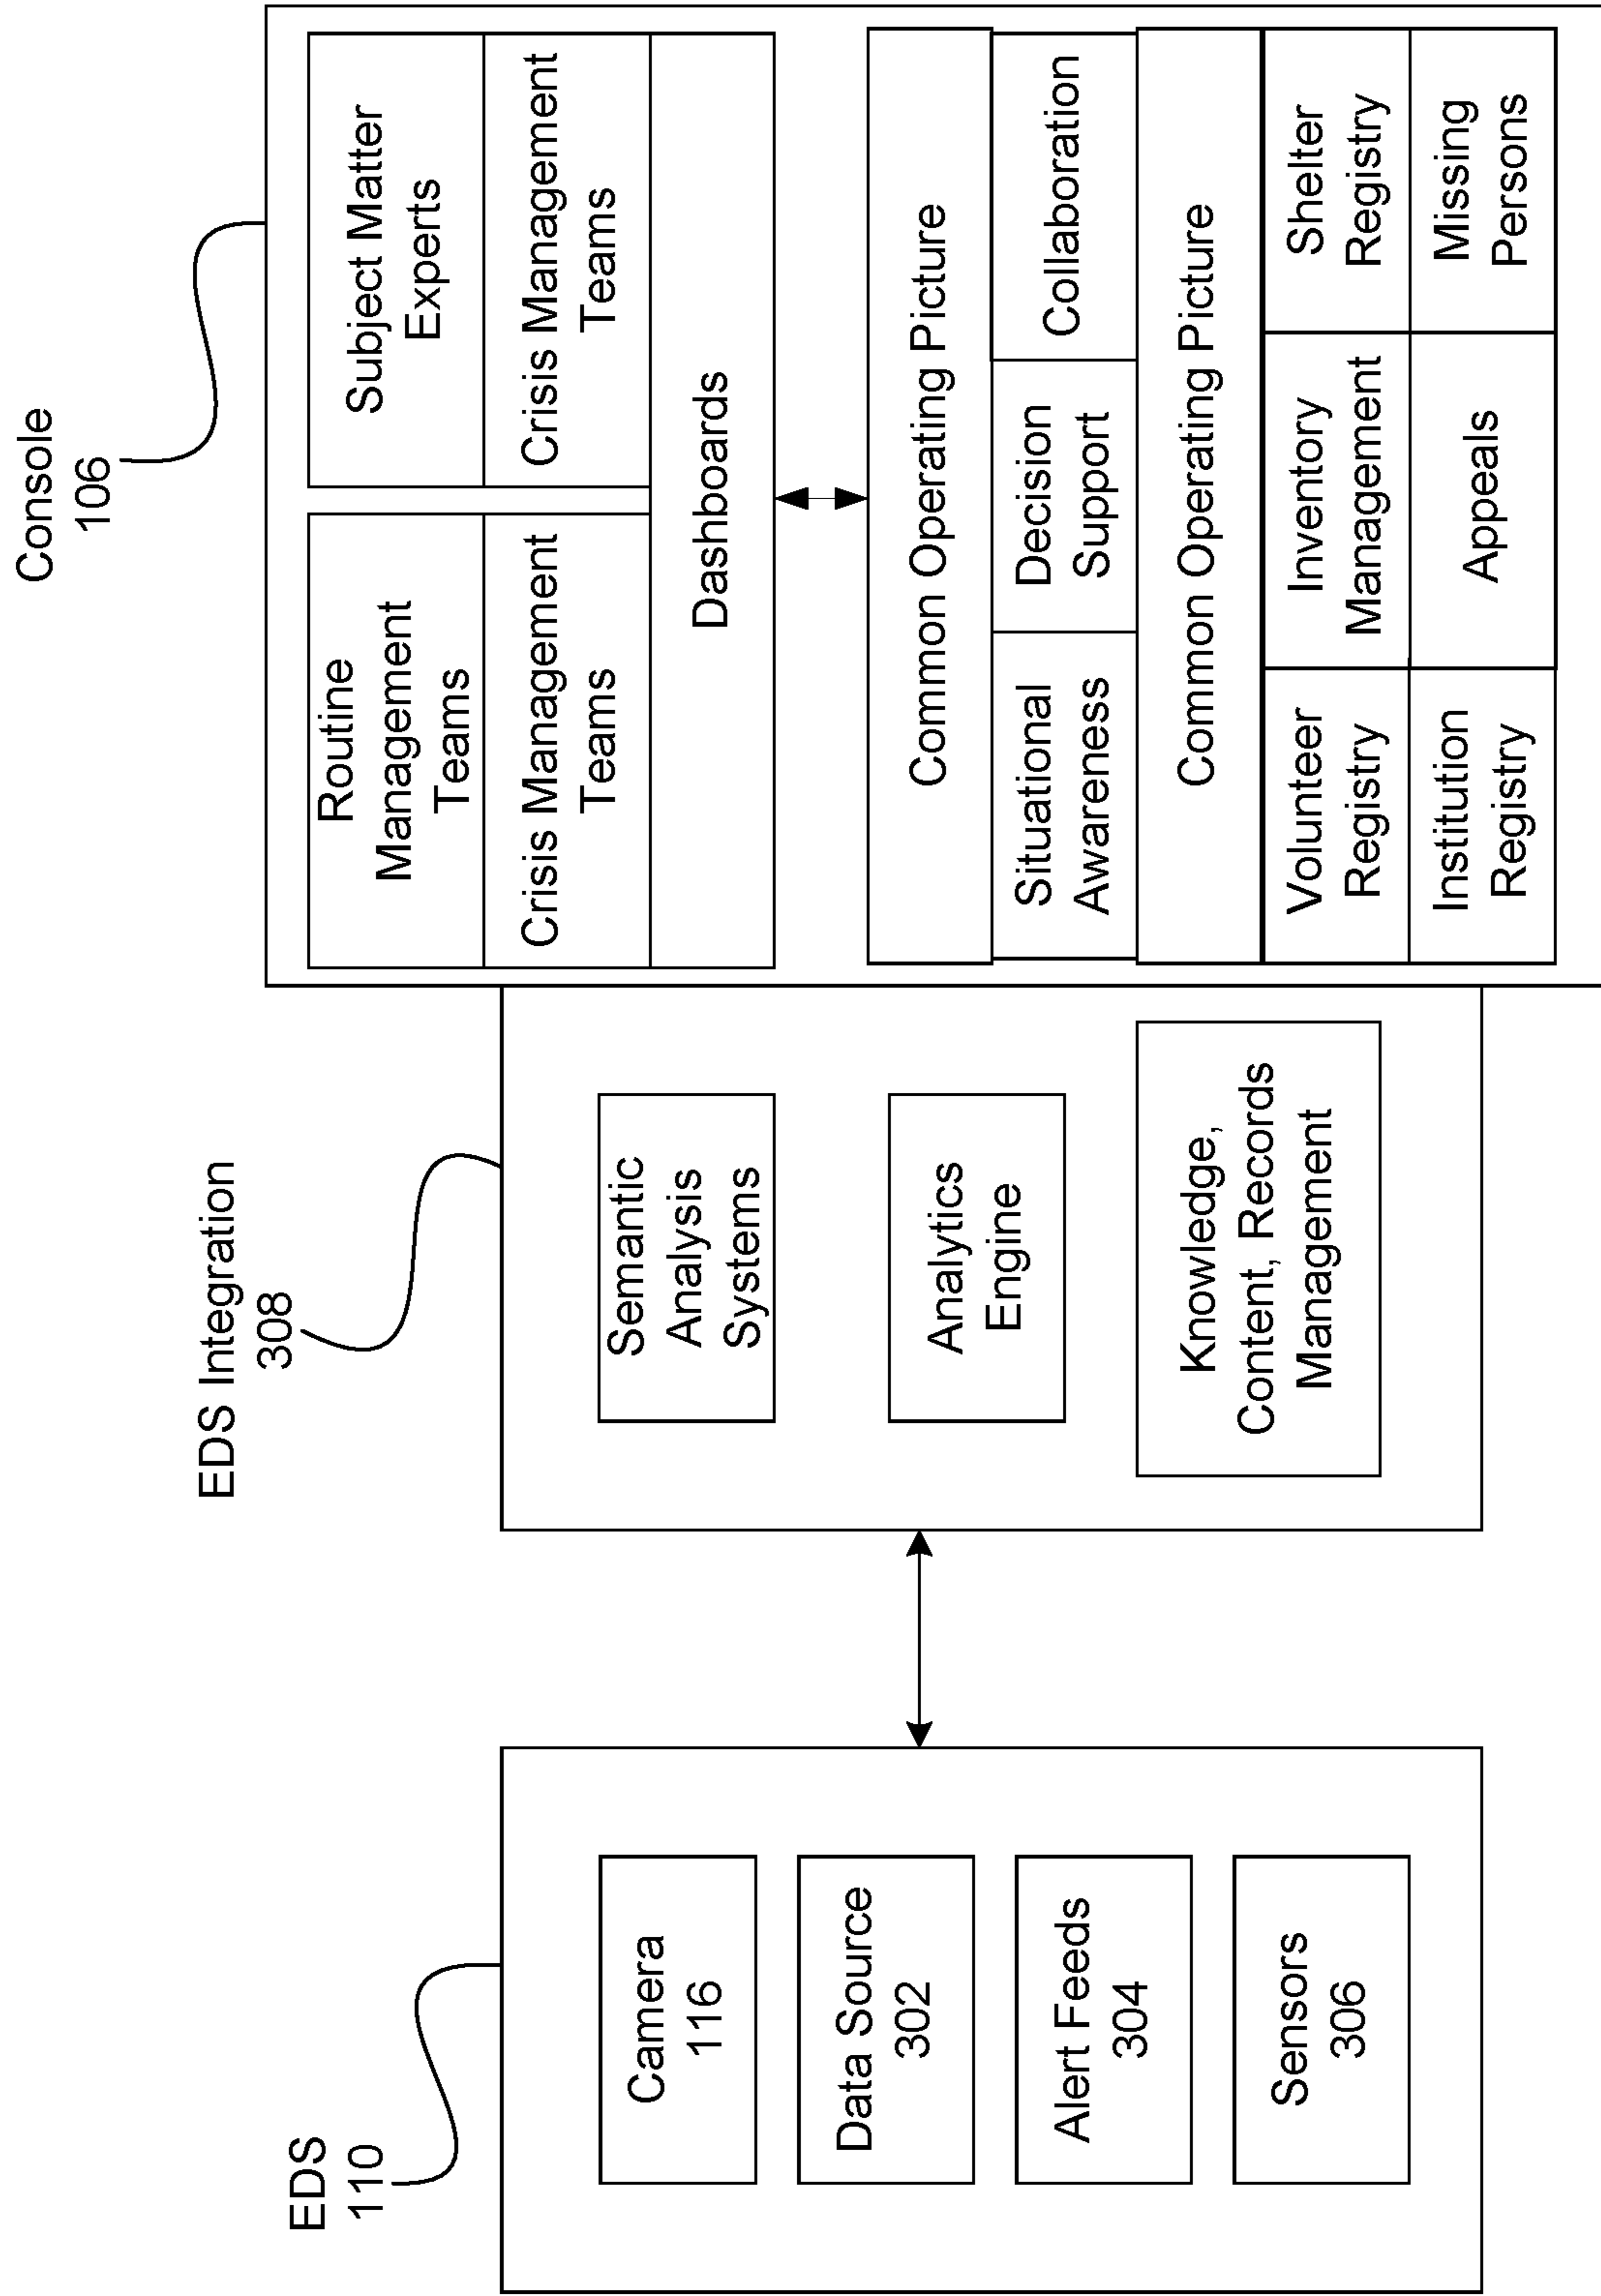 EDS
110
Camera
116
Data Source
302
Alert Feeds
304
Sensors
306
EDS Integration
308
Semantic
Analysis
Systems
Analytics
Engine
Knowledge,
Content, Records
Management
Console
106
Routine
Management
Teams
Subject Matter
Experts
Crisis Management
Teams
Crisis Management
Teams
Dashboards
Common Operating Picture
Situational
Awareness
Decision
Support
Collaboration
Common Operating Picture
Volunteer
Registry
Inventory
Management
Shelter
Registry
Institution
Registry
Appeals
Missing
Persons